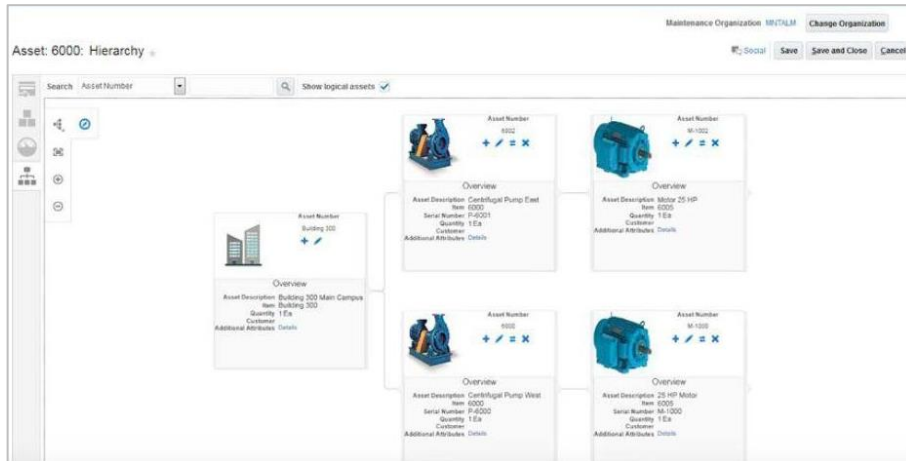 Maintenance Organization MNTALM Change Organization
Asset: 6000: Hierarchy
Social Save Save and Close Cancel
Search Asset Number Show logical assets
Asset Number
6002
Overview
Asset Description Centrifugal Pump East
Item 6000
Serial Number P-6001
Quantity 1 Ea
Customer
Additional Attributes Details
Asset Number
M-1002
Overview
Asset Description Motor 25 HP
Item 6005
Quantity 1 Ea
Customer
Additional Attributes Details
Asset Number
Building 300
Overview
Asset Description Building 300 Main Campus
Item Building 300
Quantity 1 Ea
Customer
Additional Attributes Details
Asset Number
6000
Overview
Asset Description Centrifugal Pump West
Item 6000
Serial Number P-6000
Quantity 1 Ea
Customer
Additional Attributes Details
Asset Number
M-1000
Overview
Asset Description 25 HP Motor
Item 6005
Serial Number M-1000
Quantity 1 Ea
Customer
Additional Attributes Details